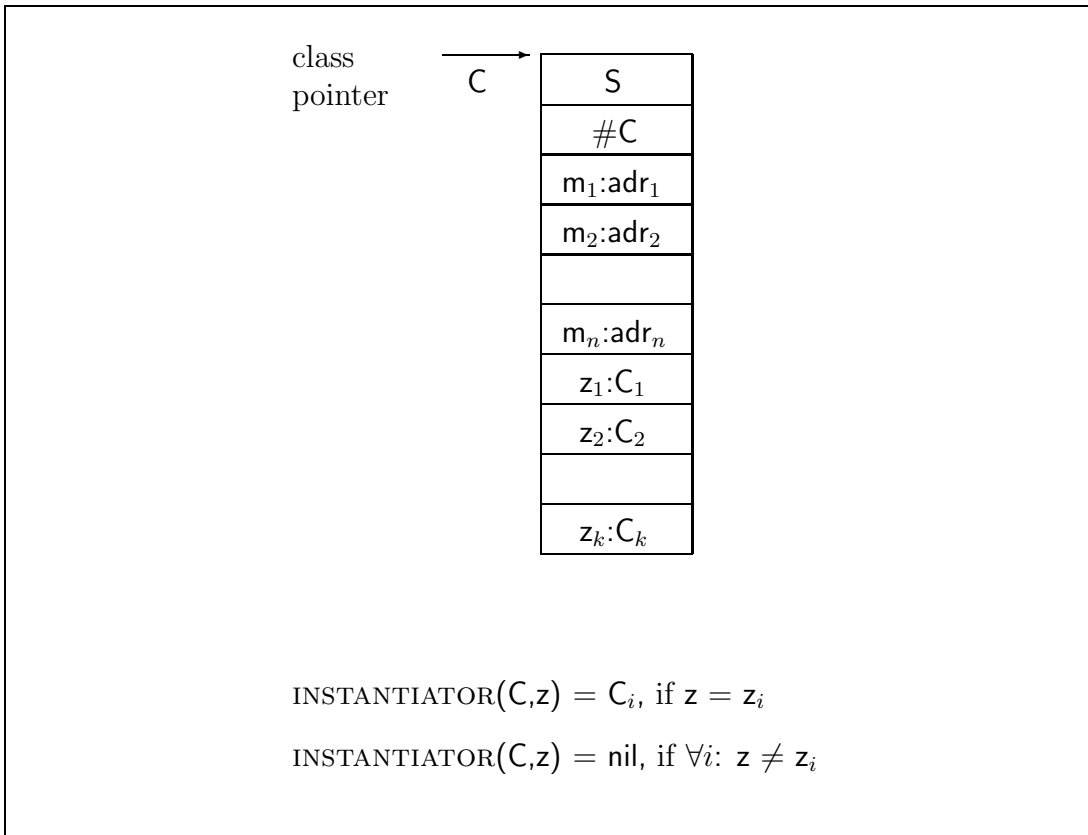 class
pointer
C
S
#C
m₁:adr₁
m₂:adr₂
mₙ:adrₙ
z₁:C₁
z₂:C₂
zₖ:Cₖ
INSTANTIATOR(C,z) = Cᵢ, if z = zᵢ
INSTANTIATOR(C,z) = nil, if ∀i: z ≠ zᵢ